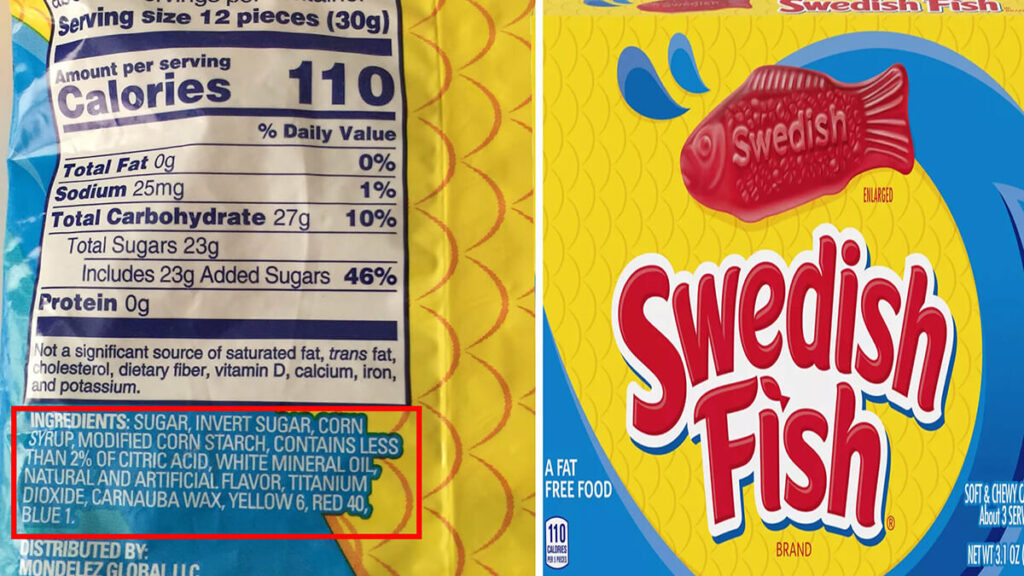 servings per container
Serving size 12 pieces (30g)
Amount per serving
Calories 110
% Daily Value
Total Fat 0g 0%
Sodium 25mg 1%
Total Carbohydrate 27g 10%
Total Sugars 23g
Includes 23g Added Sugars 46%
Protein 0g
Not a significant source of saturated fat, trans fat,
cholesterol, dietary fiber, vitamin D, calcium, iron,
and potassium.
INGREDIENTS: SUGAR, INVERT SUGAR, CORN
SYRUP, MODIFIED CORN STARCH, CONTAINS LESS
THAN 2% OF CITRIC ACID, WHITE MINERAL OIL,
NATURAL AND ARTIFICIAL FLAVOR, TITANIUM
DIOXIDE, CARNAUBA WAX, YELLOW 6, RED 40,
BLUE 1.
DISTRIBUTED BY:
MONDELEZ GLOBAL LLC
Swedish Fish
Swedish
ENLARGED
Swedish
Fish®
BRAND
A FAT
FREE FOOD
110
CALORIES
SOFT & CHEWY
About 3
NET WT 3.1 OZ